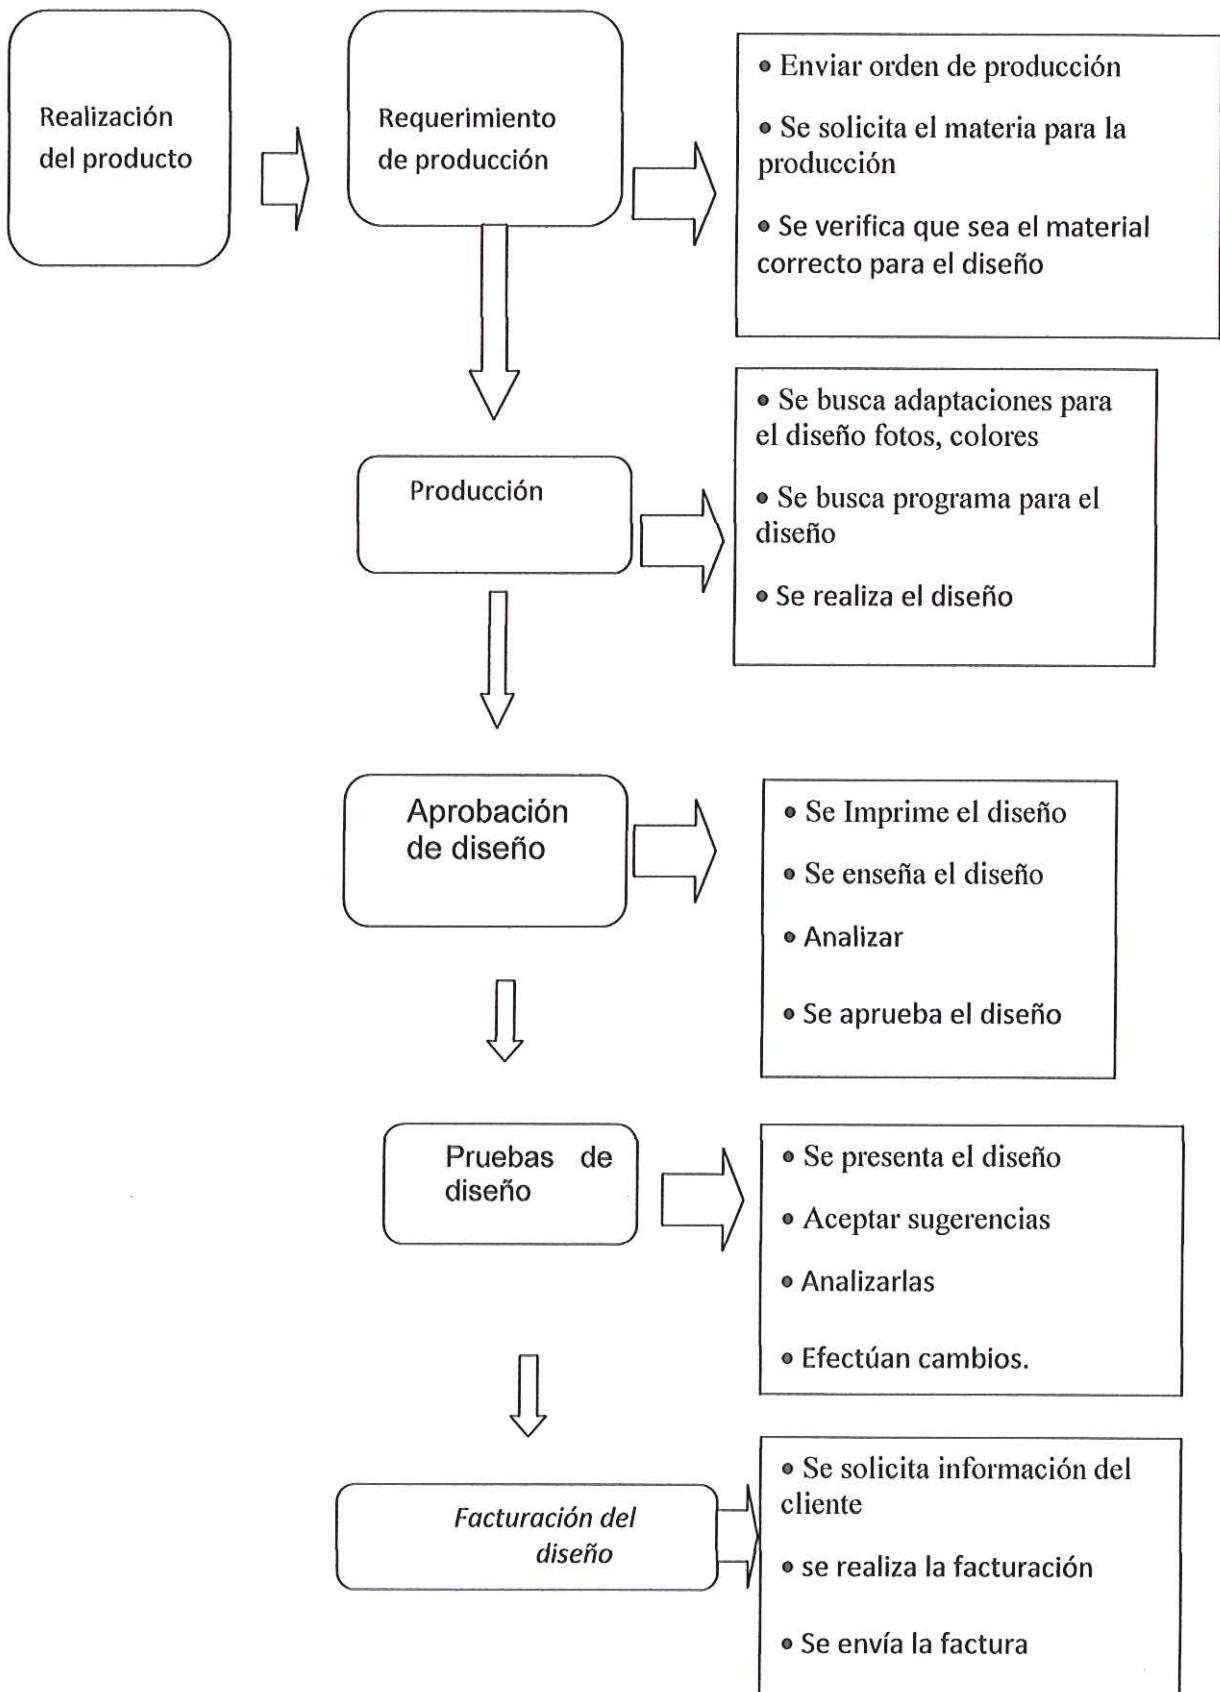 Realización
del producto
Requerimiento
de producción
• Enviar orden de producción
• Se solicita el materia para la
producción
• Se verifica que sea el material
correcto para el diseño
Producción
• Se busca adaptaciones para
el diseño fotos, colores
• Se busca programa para el
diseño
• Se realiza el diseño
Aprobación
de diseño
• Se Imprime el diseño
• Se enseña el diseño
• Analizar
• Se aprueba el diseño
Pruebas de
diseño
• Se presenta el diseño
• Aceptar sugerencias
• Analizarlas
• Efectúan cambios.
Facturación del
diseño
• Se solicita información del
cliente
• se realiza la facturación
• Se envía la factura